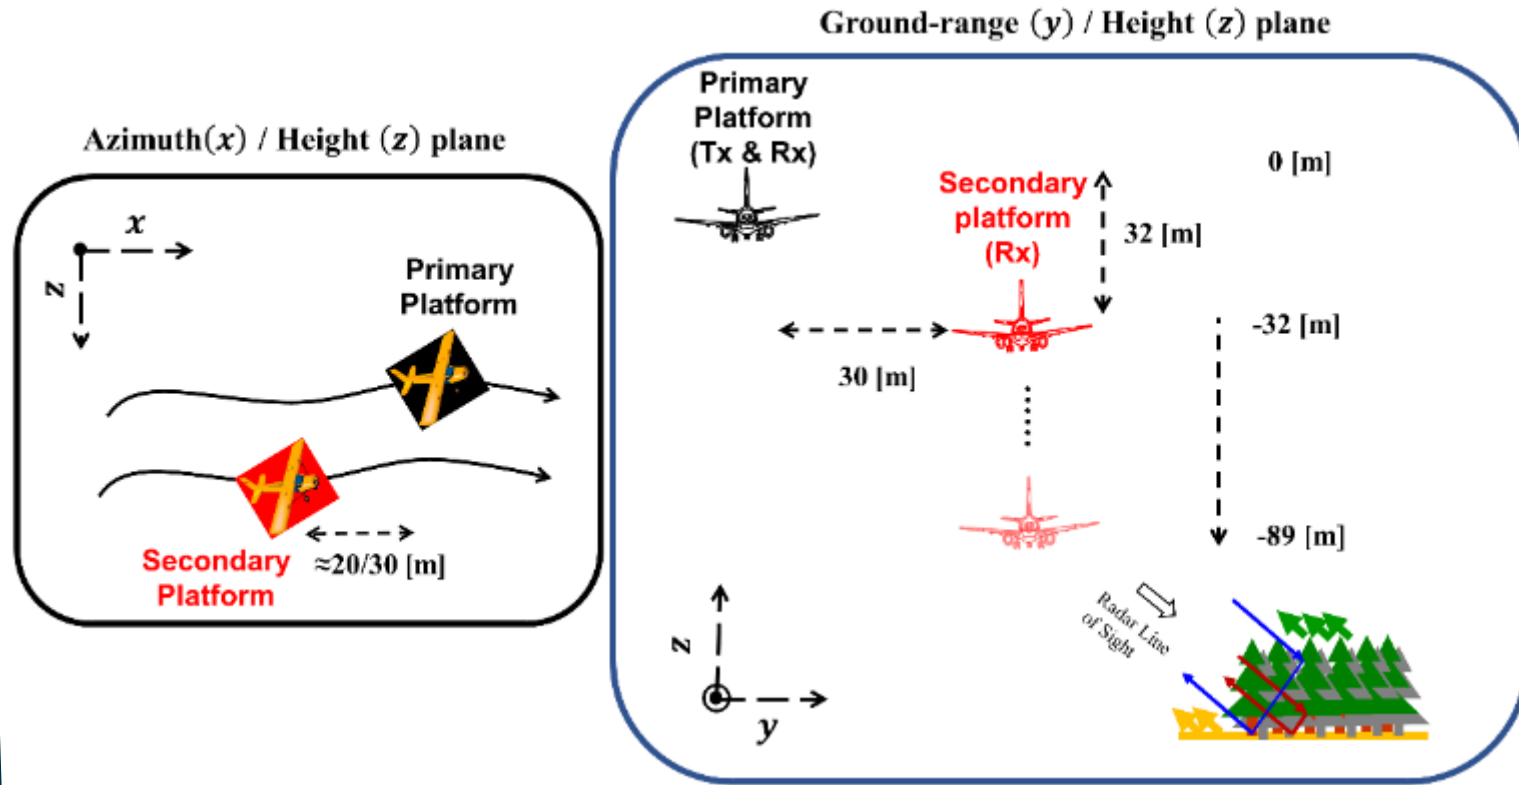 Azimuth(x) / Height (z) plane
x
z
Primary
Platform
Secondary
Platform
≈20/30 [m]
Ground-range (y) / Height (z) plane
Primary
Platform
(Tx & Rx)
0 [m]
Secondary
platform
(Rx)
32 [m]
-32 [m]
30 [m]
-89 [m]
Radar Line
of Sight
z
y